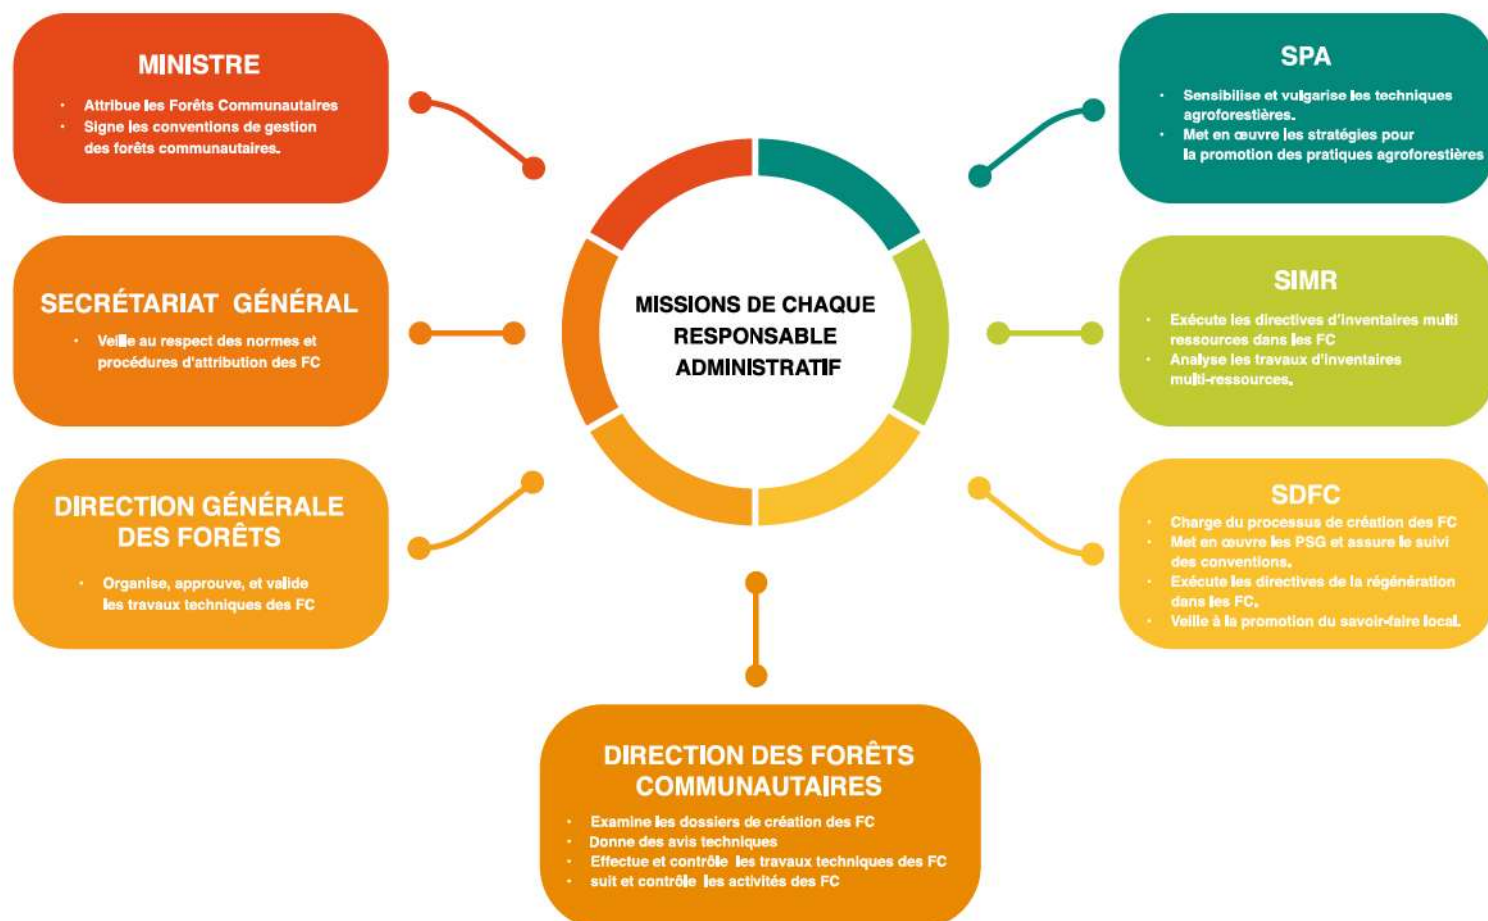 MINISTRE
• Attribue les Forêts Communautaires
• Signe les conventions de gestion
des forêts communautaires.
SECRÉTARIAT GÉNÉRAL
• Veille au respect des normes et
procédures d'attribution des FC
DIRECTION GÉNÉRALE
DES FORÊTS
• Organise, approuve, et valide
les travaux techniques des FC
MISSIONS DE CHAQUE
RESPONSABLE
ADMINISTRATIF
SPA
• Sensibilise et vulgarise les techniques
agroforestières.
• Met en œuvre les stratégies pour
la promotion des pratiques agroforestières
SIMR
• Exécute les directives d'inventaires multi
ressources dans les FC
• Analyse les travaux d'inventaires
multi-ressources.
SDFC
• Charge du processus de création des FC
• Met en œuvre les PSG et assure le suivi
des conventions.
• Exécute les directives de la régénération
dans les FC.
• Veille à la promotion du savoir-faire local.
DIRECTION DES FORÊTS
COMMUNAUTAIRES
• Examine les dossiers de création des FC
• Donne des avis techniques
• Effectue et contrôle les travaux techniques des FC
• suit et contrôle les activités des FC